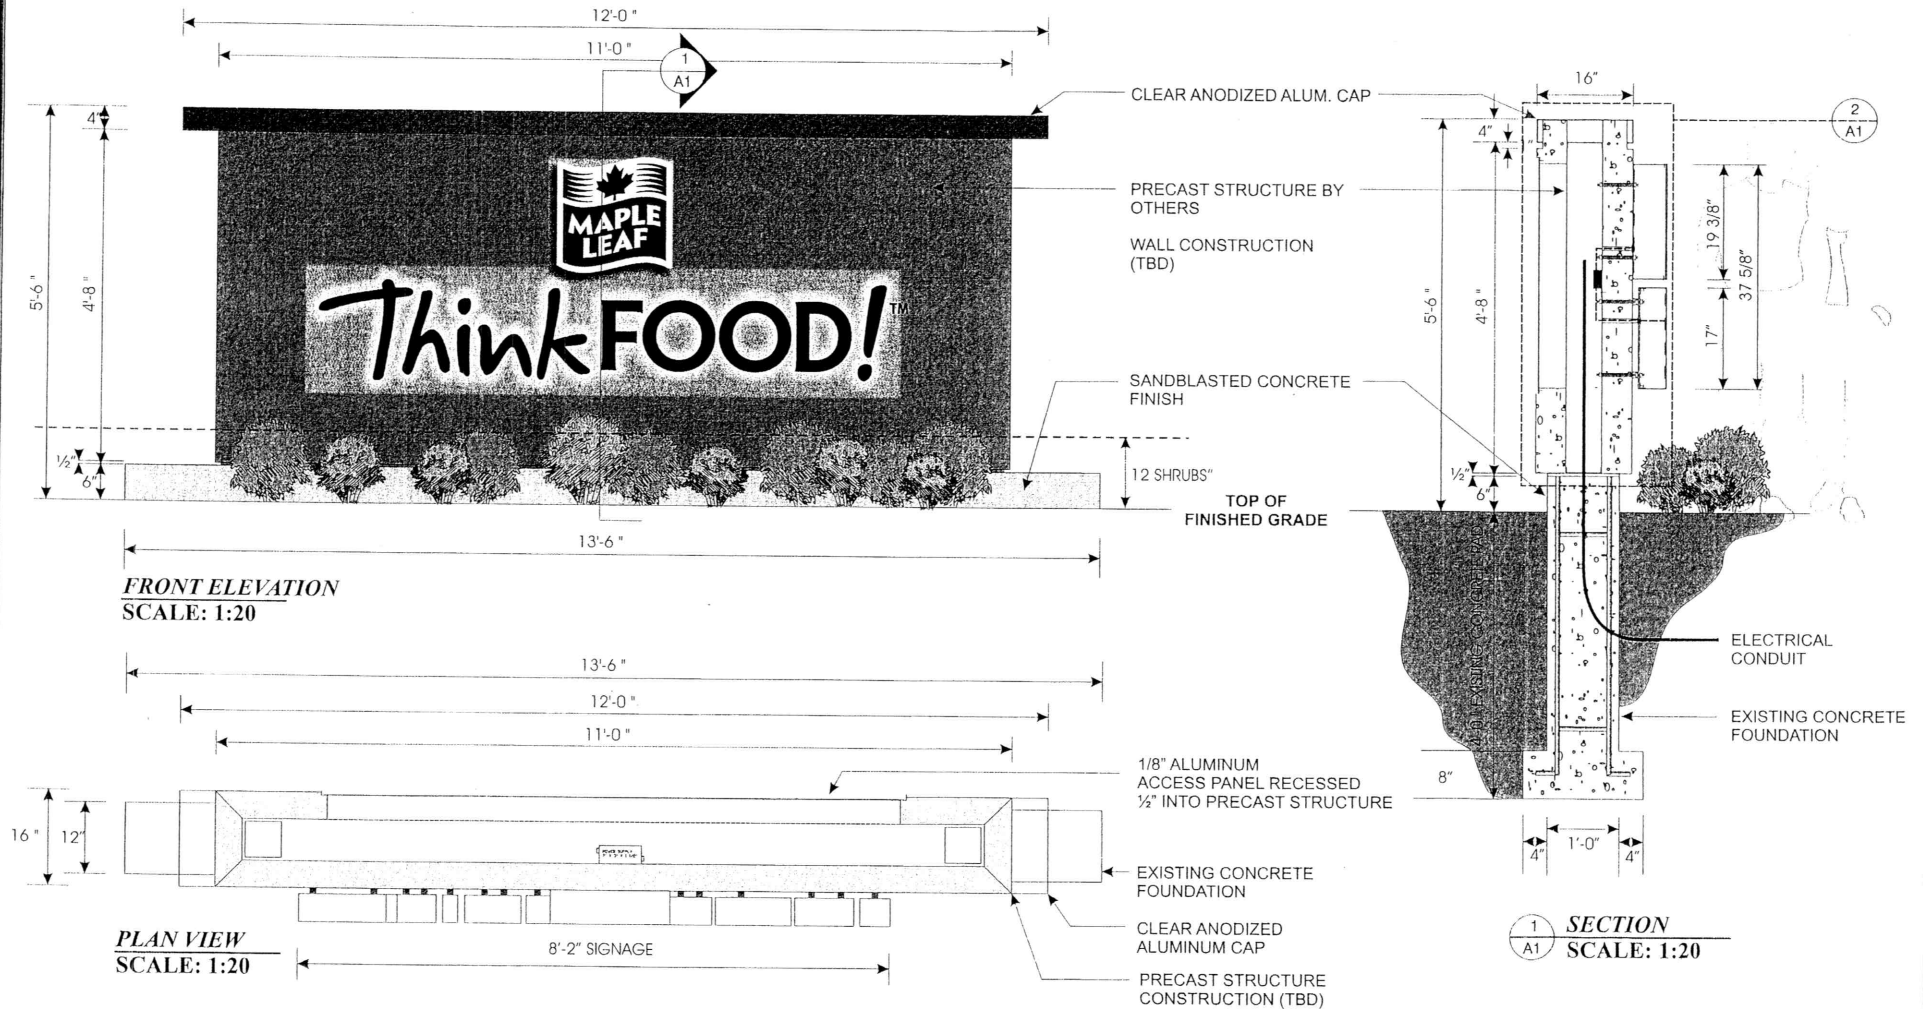 12'-0 "
11'-0 "
1
A1
5'-6 "
4"
4'-8 "
½"
6"
MAPLE
LEAF
ThinkFOOD!™
CLEAR ANODIZED ALUM. CAP
PRECAST STRUCTURE BY
OTHERS
WALL CONSTRUCTION
(TBD)
SANDBLASTED CONCRETE
FINISH
12 SHRUBS"
TOP OF
FINISHED GRADE
13'-6 "
FRONT ELEVATION
SCALE: 1:20
16"
2
A1
4"
5'-6 "
4'-8 "
19 3/8"
37 5/8"
17"
½"
6"
EXISTING CONCRETE PAD
ELECTRICAL
CONDUIT
EXISTING CONCRETE
FOUNDATION
8"
4"
1'-0"
4"
1
A1
SECTION
SCALE: 1:20
13'-6 "
12'-0 "
11'-0 "
16 "
12"
1/8" ALUMINUM
ACCESS PANEL RECESSED
½" INTO PRECAST STRUCTURE
EXISTING CONCRETE
FOUNDATION
CLEAR ANODIZED
ALUMINUM CAP
PRECAST STRUCTURE
CONSTRUCTION (TBD)
8'-2" SIGNAGE
PLAN VIEW
SCALE: 1:20